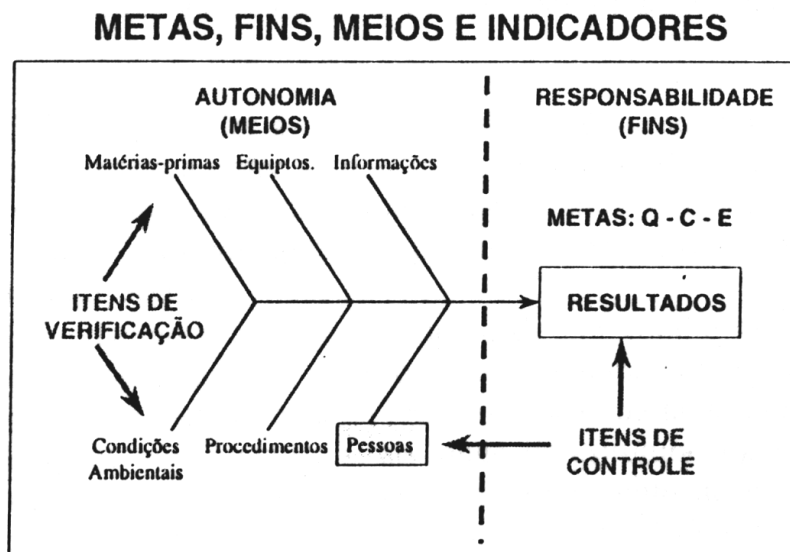 METAS, FINS, MEIOS E INDICADORES
AUTONOMIA
(MEIOS)
RESPONSABILIDADE
(FINS)
Matérias-primas Equiptos. Informações
METAS: Q - C - E
ITENS DE
VERIFICAÇÃO
RESULTADOS
Condições
Ambientais
Procedimentos
Pessoas
ITENS DE
CONTROLE